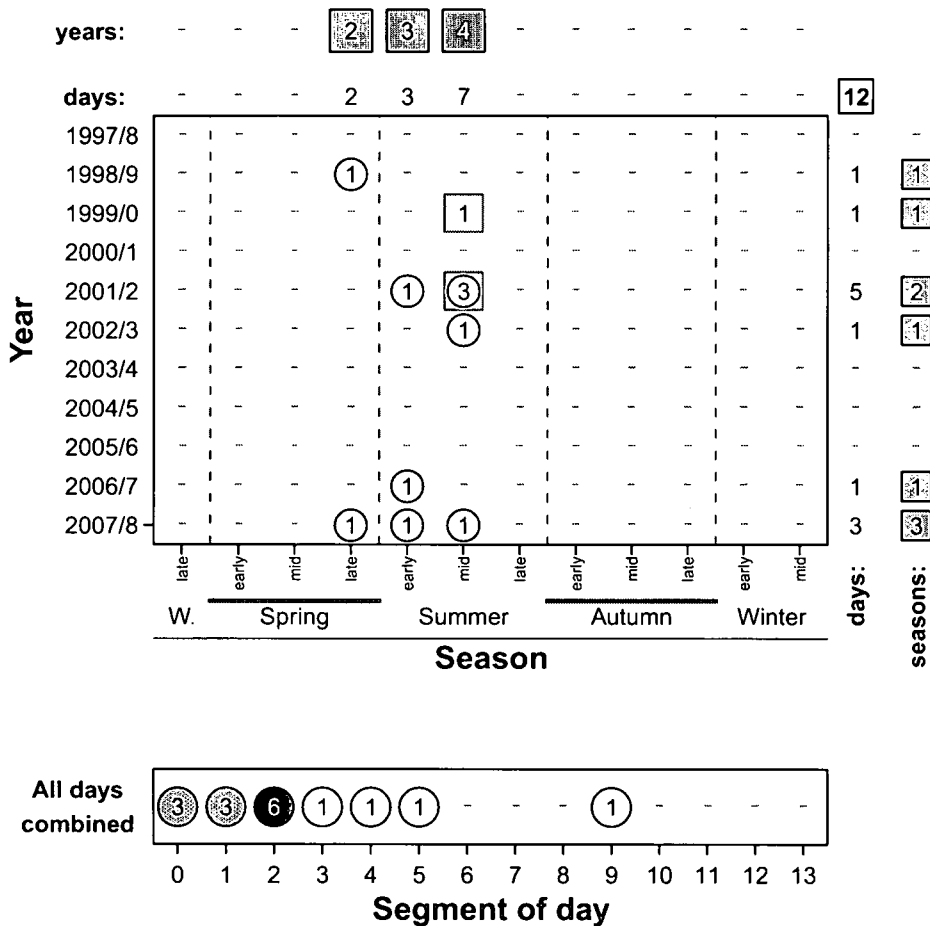 years: - - - 2 3 4 - - - - - -
days: - - - 2 3 7 - - - - - - 12
1997/8 - - - - - - - - - - - - - -
1998/9 - - - 1 - - - - - - - - 1 1
1999/0 - - - - - 1 - - - - - - 1 1
2000/1 - - - - - - - - - - - - - -
2001/2 - - - - 1 3 - - - - - - 5 2
2002/3 - - - - - 1 - - - - - - 1 1
2003/4 - - - - - - - - - - - - - -
2004/5 - - - - - - - - - - - - - -
2005/6 - - - - - - - - - - - - - -
2006/7 - - - - 1 - - - - - - - 1 1
2007/8 - - - 1 1 1 - - - - - - 3 3
Year
late early mid late early mid late early mid late early mid
W. Spring Summer Autumn Winter
days: seasons:
Season
All days
combined
3 3 6 1 1 1 - - - 1 - - - -
0 1 2 3 4 5 6 7 8 9 10 11 12 13
Segment of day